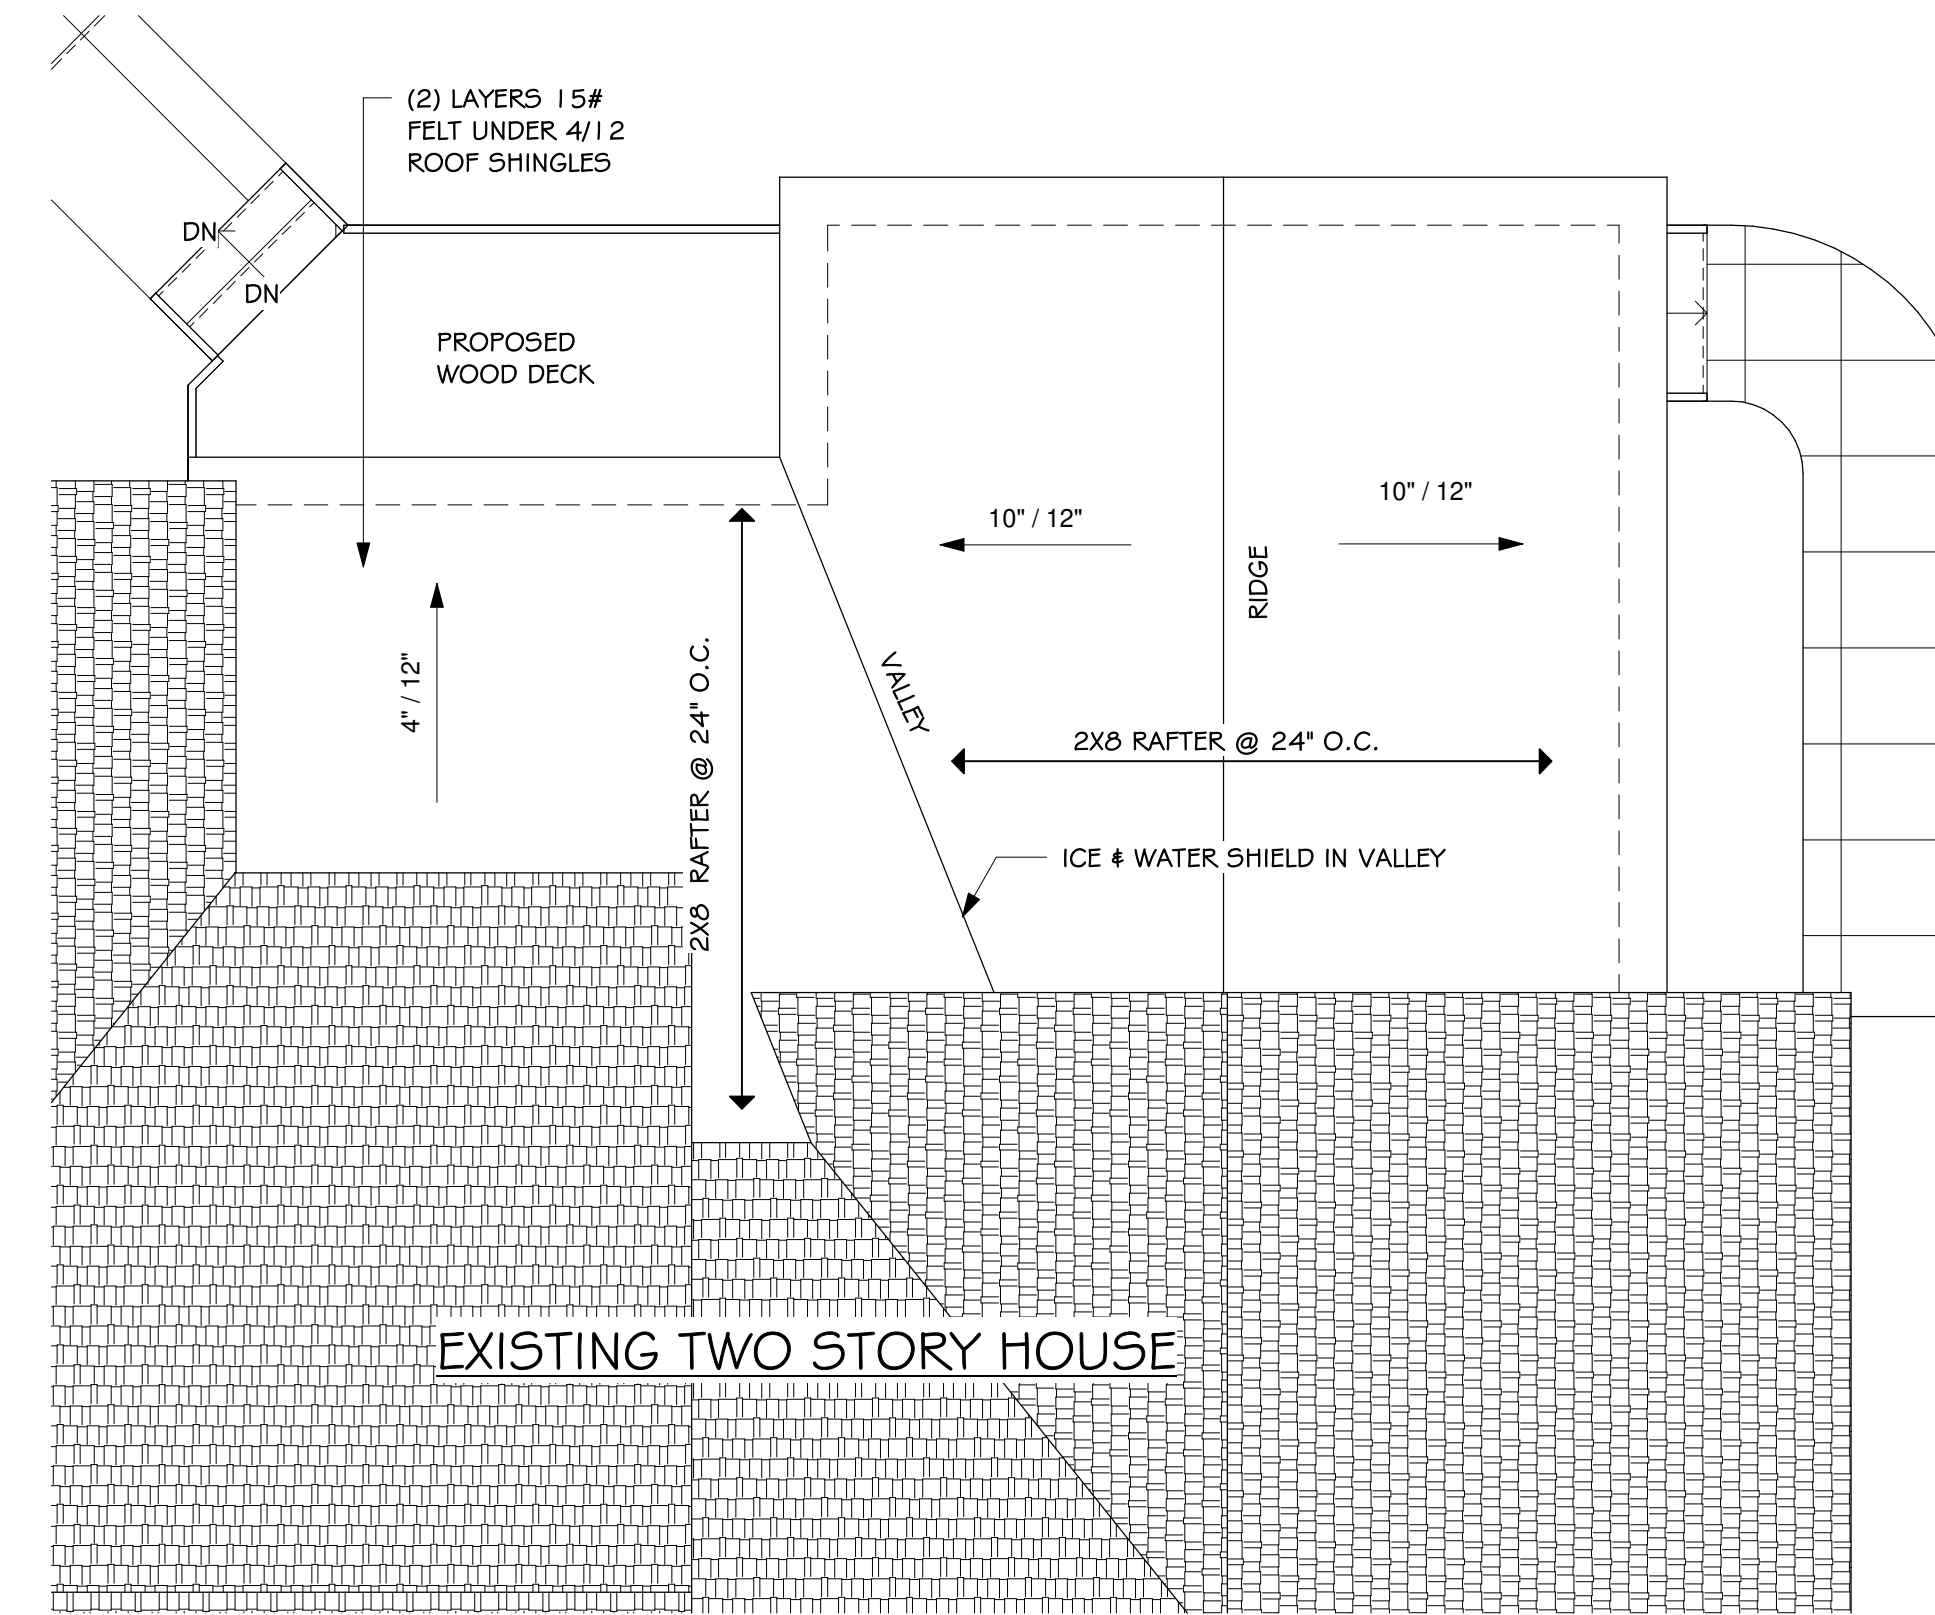 (2) LAYERS 15#
FELT UNDER 4/12
ROOF SHINGLES
DN
DN
PROPOSED
WOOD DECK
10" / 12"
10" / 12"
RIDGE
4" / 12"
2X8 RAFTER @ 24" O.C.
VALLEY
2X8 RAFTER @ 24" O.C.
ICE & WATER SHIELD IN VALLEY
EXISTING TWO STORY HOUSE